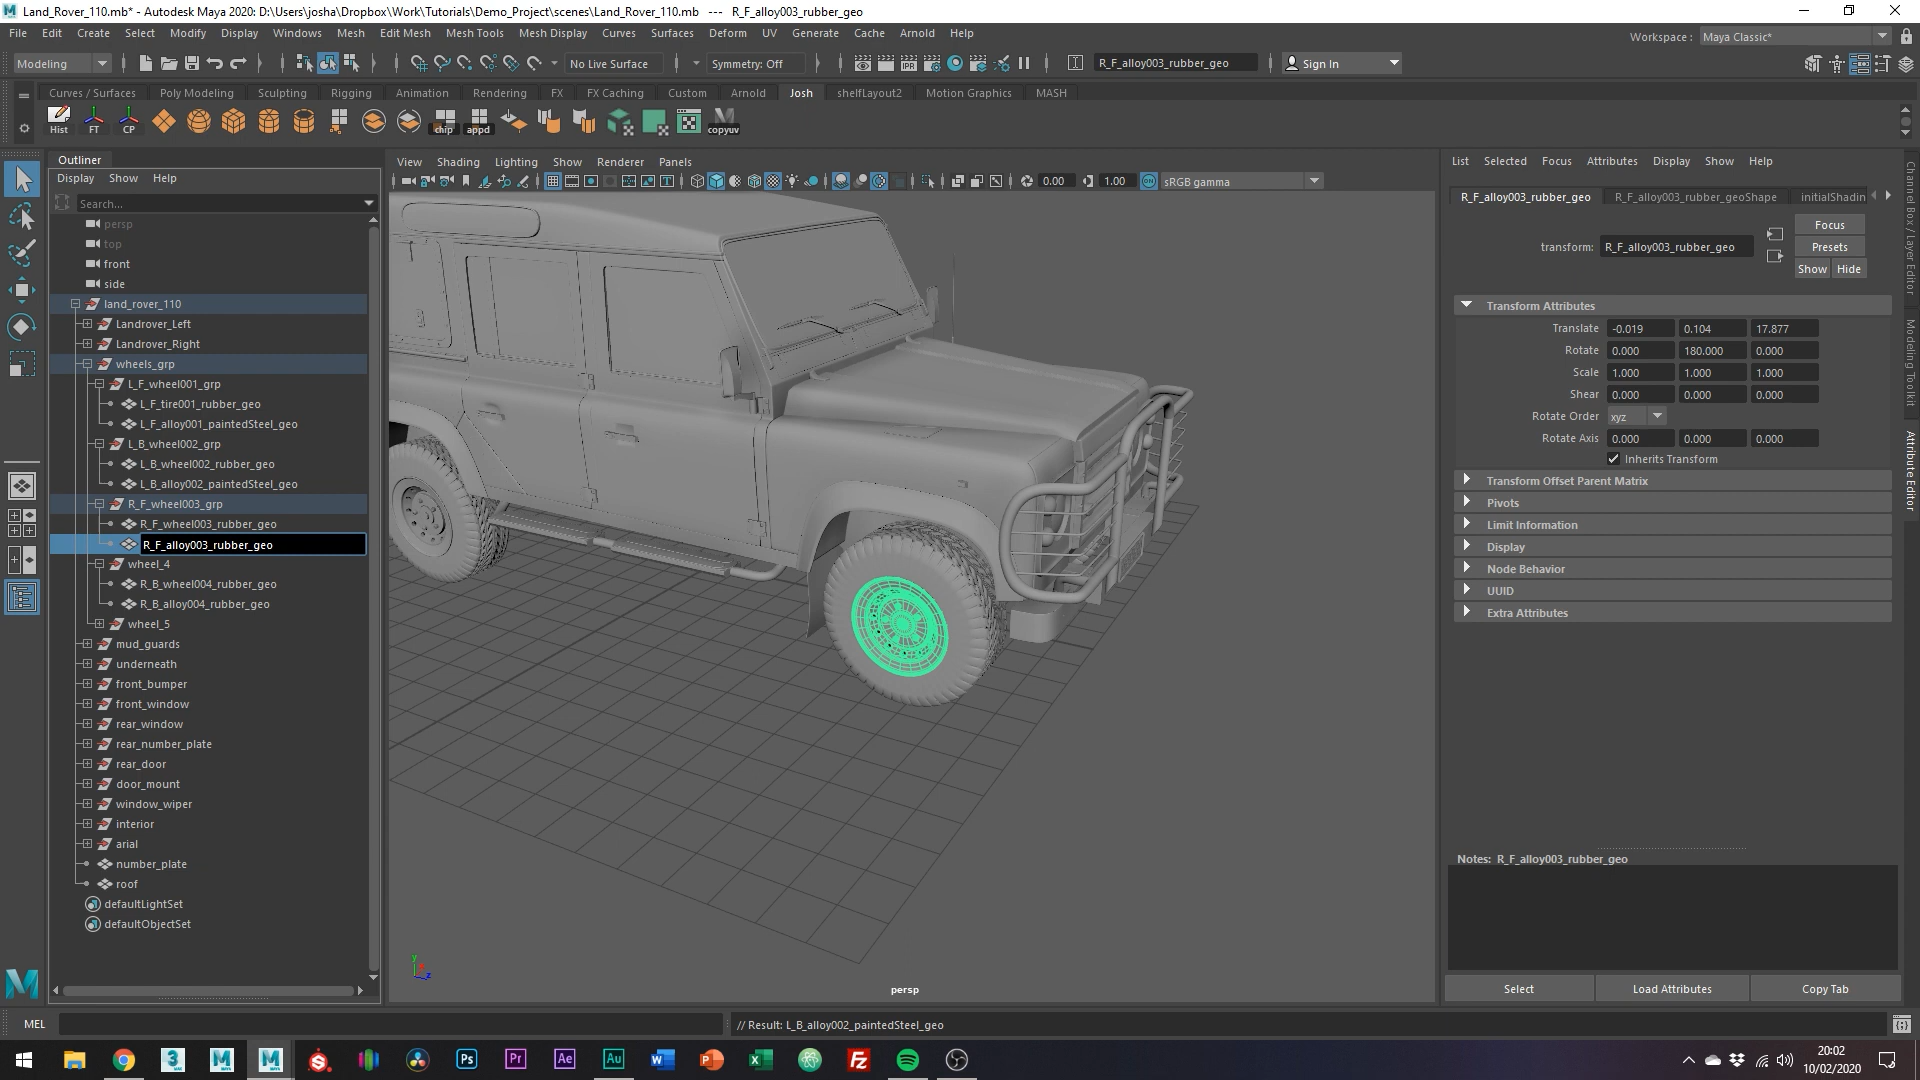 Land_Rover_110.mb* - Autodesk Maya 2020: D:\Users\josha\Dropbox\Work\Tutorials\Demo_Project\scenes\Land_Rover_110.mb --- R_F_alloy003_rubber_geo
File Edit Create Select Modify Display Windows Mesh Edit Mesh Mesh Tools Mesh Display Curves Surfaces Deform UV Generate Cache Arnold Help
Workspace : Maya Classic*
Modeling No Live Surface Symmetry: Off R_F_alloy003_rubber_geo Sign In
Curves / Surfaces Poly Modeling Sculpting Rigging Animation Rendering FX FX Caching Custom Arnold Josh shelfLayout2 Motion Graphics MASH
Hist FT CP chip appd copyuv
Outliner
Display Show Help
Search...
persp
top
front
side
land_rover_110
Landrover_Left
Landrover_Right
wheels_grp
L_F_wheel001_grp
L_F_tire001_rubber_geo
L_F_alloy001_paintedSteel_geo
L_B_wheel002_grp
L_B_wheel002_rubber_geo
L_B_alloy002_paintedSteel_geo
R_F_wheel003_grp
R_F_wheel003_rubber_geo
R_F_alloy003_rubber_geo
wheel_4
R_B_wheel004_rubber_geo
R_B_alloy004_rubber_geo
wheel_5
mud_guards
underneath
front_bumper
front_window
rear_window
rear_number_plate
rear_door
door_mount
window_wiper
interior
arial
number_plate
roof
defaultLightSet
defaultObjectSet
View Shading Lighting Show Renderer Panels
0.00 1.00 sRGB gamma
persp
y
z
List Selected Focus Attributes Display Show Help
R_F_alloy003_rubber_geo R_F_alloy003_rubber_geoShape initialShadin
Focus
transform: R_F_alloy003_rubber_geo Presets
Show Hide
Transform Attributes
Translate -0.019 0.104 17.877
Rotate 0.000 180.000 0.000
Scale 1.000 1.000 1.000
Shear 0.000 0.000 0.000
Rotate Order xyz
Rotate Axis 0.000 0.000 0.000
Inherits Transform
Transform Offset Parent Matrix
Pivots
Limit Information
Display
Node Behavior
UUID
Extra Attributes
Notes: R_F_alloy003_rubber_geo
Select Load Attributes Copy Tab
Channel Box / Layer Editor
Modeling Toolkit
Attribute Editor
MEL // Result: L_B_alloy002_paintedSteel_geo
20:02
10/02/2020